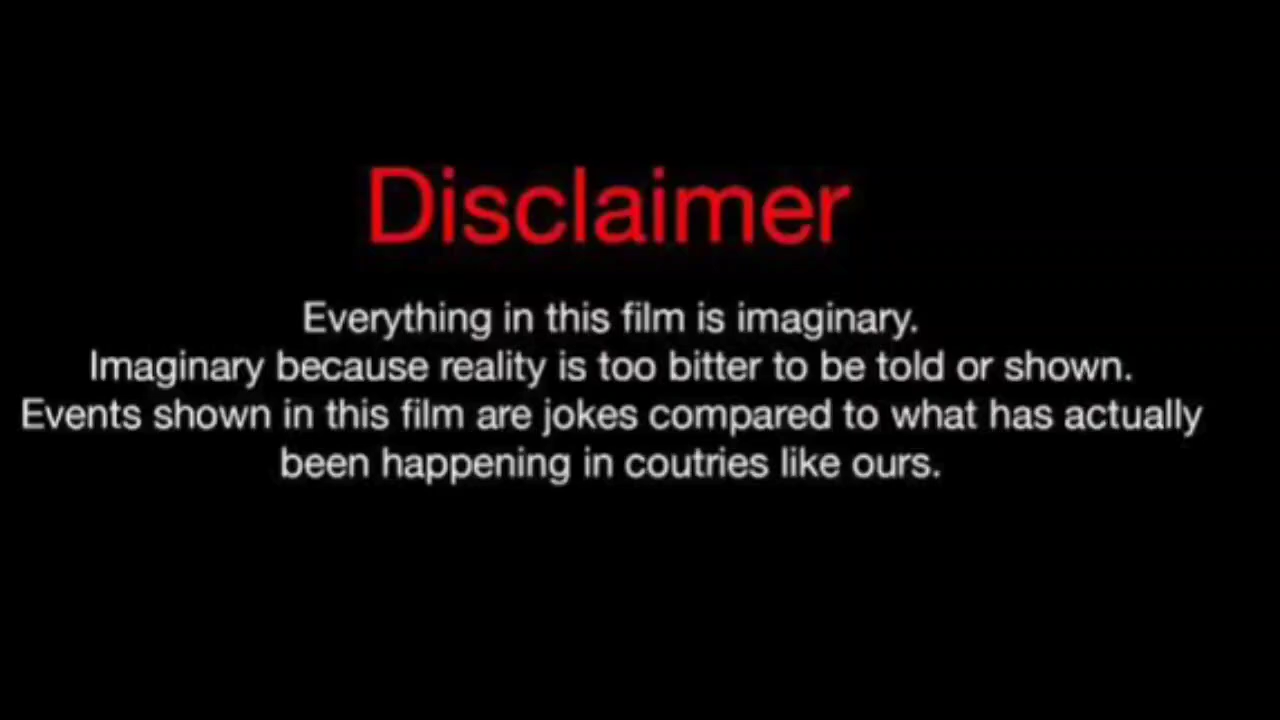 Disclaimer
Everything in this film is imaginary.
Imaginary because reality is too bitter to be told or shown.
Events shown in this film are jokes compared to what has actually
been happening in coutries like ours.